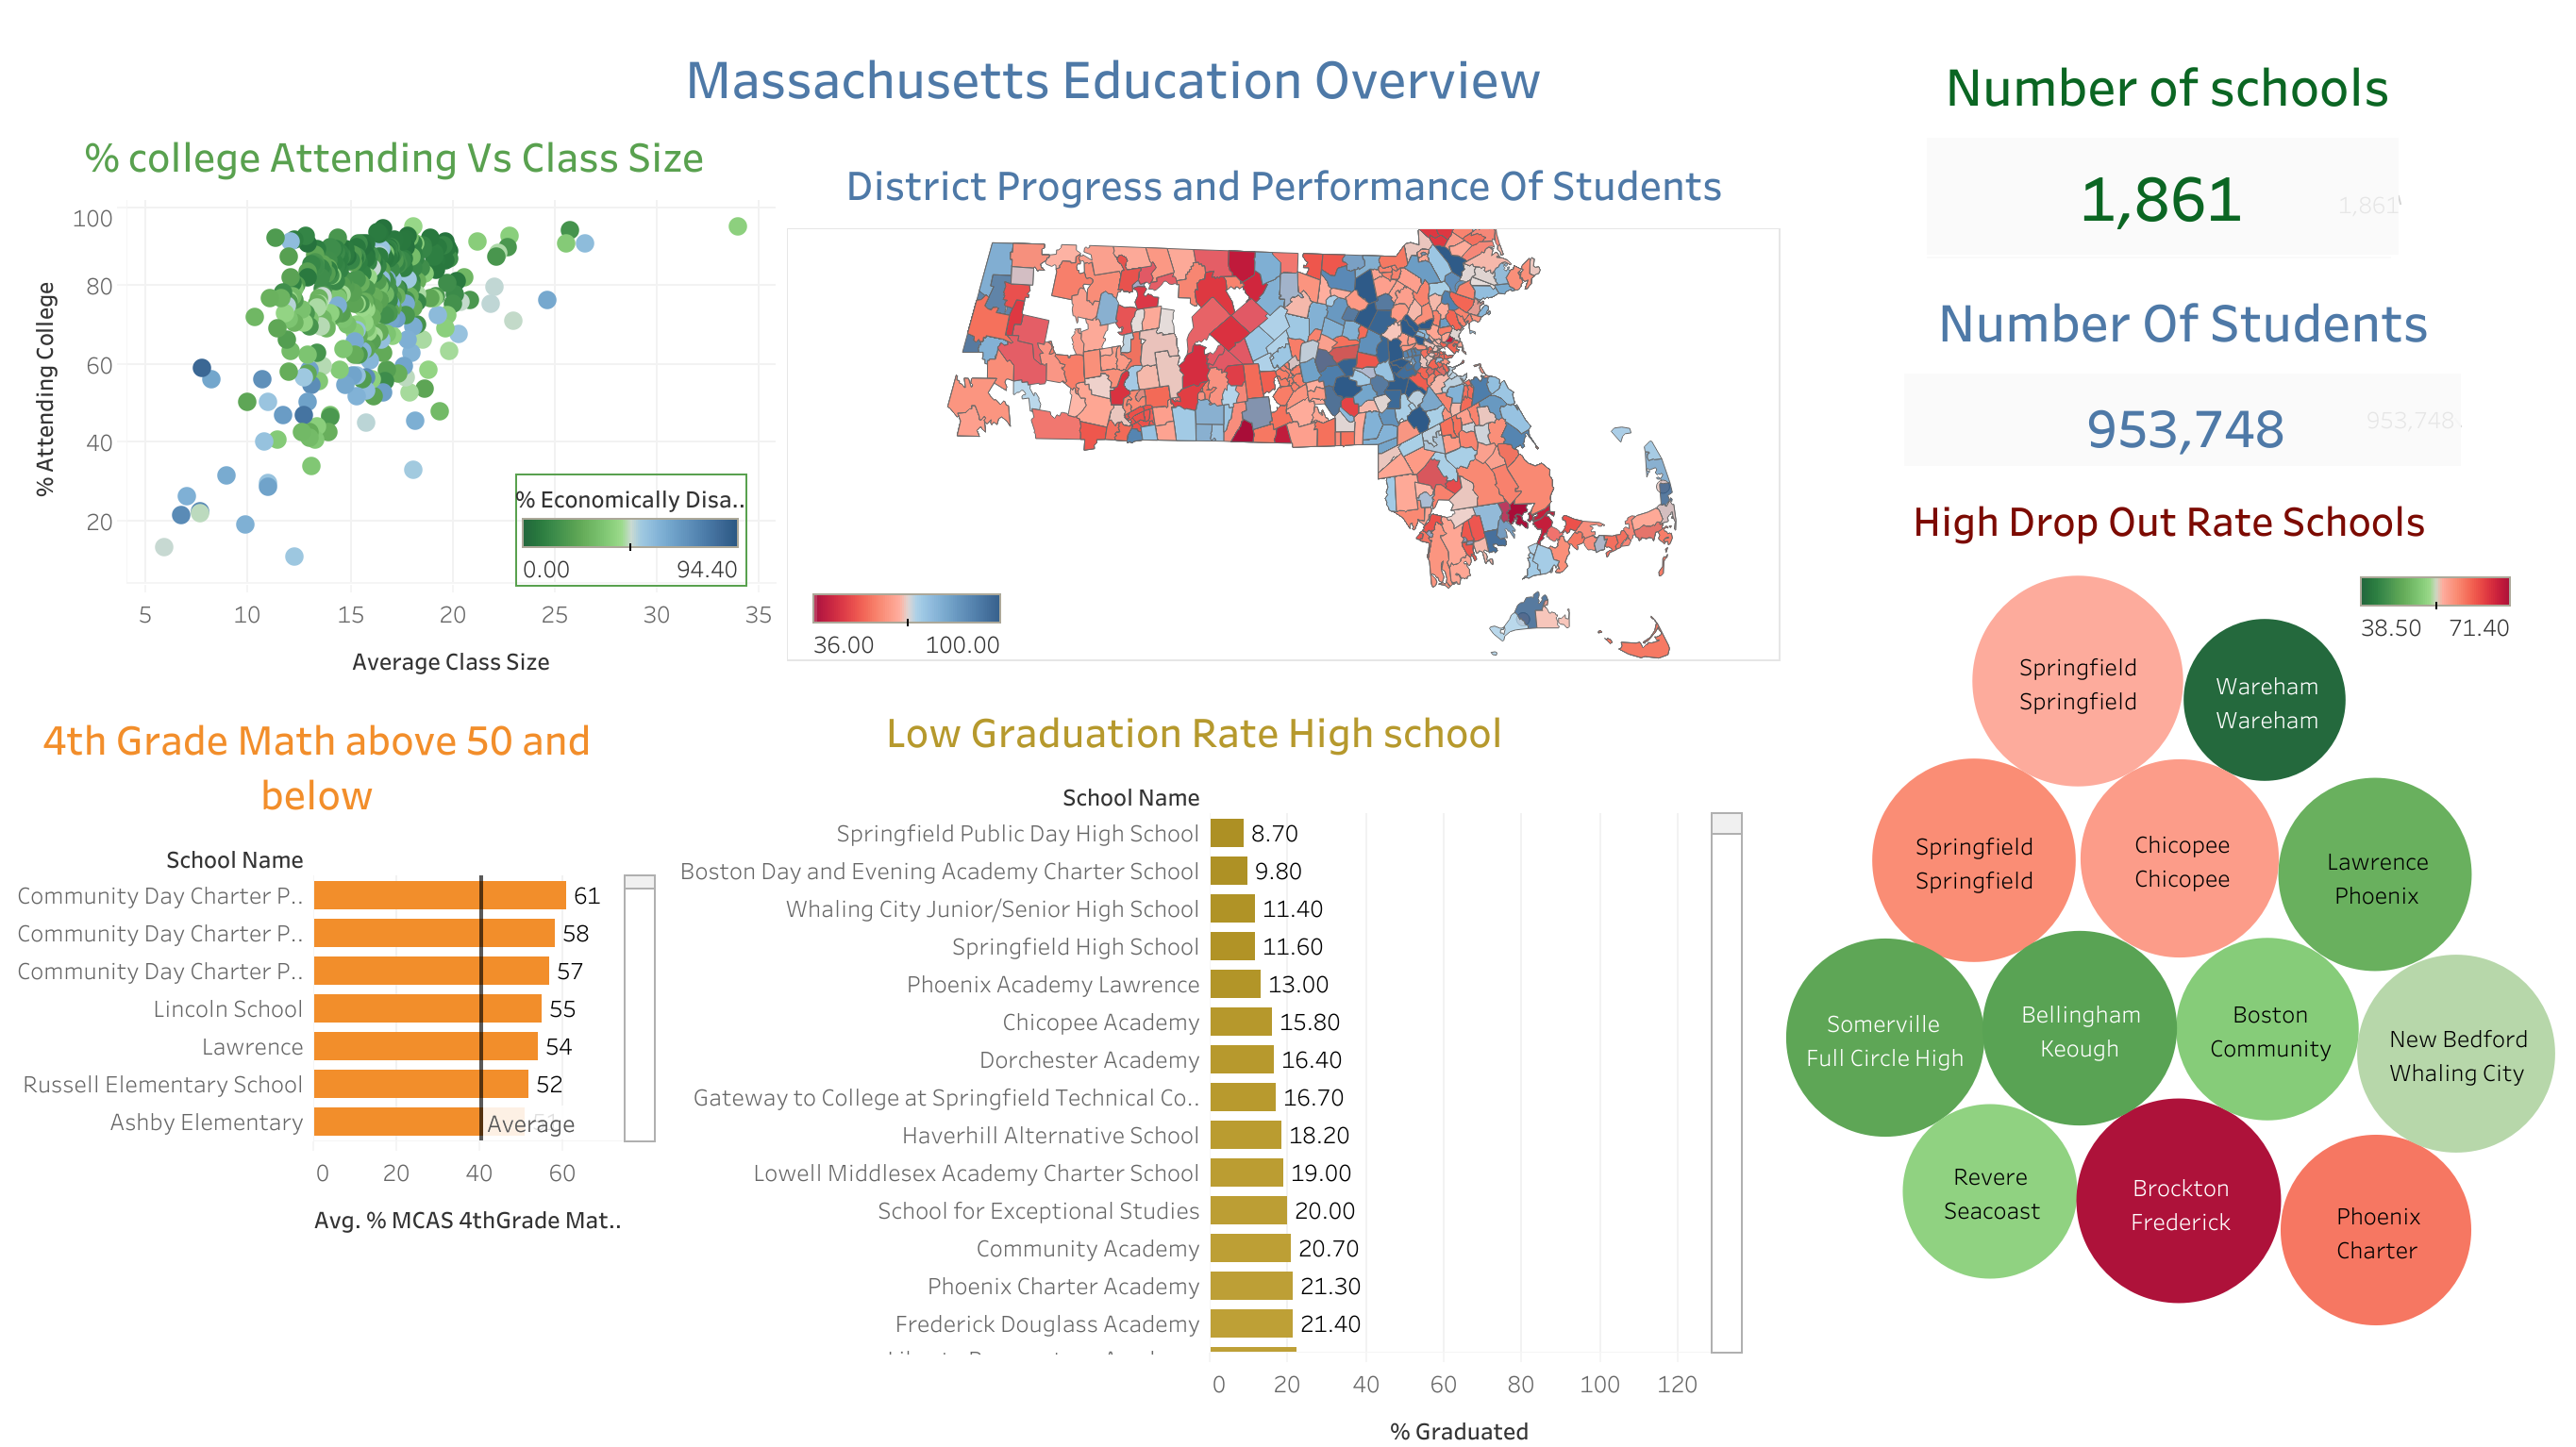 Massachusetts Education Overview
% college Attending Vs Class Size
% Attending College
100
80
60
40
20
% Economically Disa..
0.00 94.40
5 10 15 20 25 30 35
Average Class Size
District Progress and Performance Of Students
36.00 100.00
Number of schools
1,861
1,861
Number Of Students
953,748
953,748
High Drop Out Rate Schools
38.50 71.40
Springfield
Springfield
Wareham
Wareham
Springfield
Springfield
Chicopee
Chicopee
Lawrence
Phoenix
Somerville
Full Circle High
Bellingham
Keough
Boston
Community
New Bedford
Whaling City
Revere
Seacoast
Brockton
Frederick
Phoenix
Charter
4th Grade Math above 50 and
below
School Name
Community Day Charter P.. 61
Community Day Charter P.. 58
Community Day Charter P.. 57
Lincoln School 55
Lawrence 54
Russell Elementary School 52
Ashby Elementary 51
Average
0 20 40 60
Avg. % MCAS 4thGrade Mat..
Low Graduation Rate High school
School Name
Springfield Public Day High School 8.70
Boston Day and Evening Academy Charter School 9.80
Whaling City Junior/Senior High School 11.40
Springfield High School 11.60
Phoenix Academy Lawrence 13.00
Chicopee Academy 15.80
Dorchester Academy 16.40
Gateway to College at Springfield Technical Co.. 16.70
Haverhill Alternative School 18.20
Lowell Middlesex Academy Charter School 19.00
School for Exceptional Studies 20.00
Community Academy 20.70
Phoenix Charter Academy 21.30
Frederick Douglass Academy 21.40
0 20 40 60 80 100 120
% Graduated